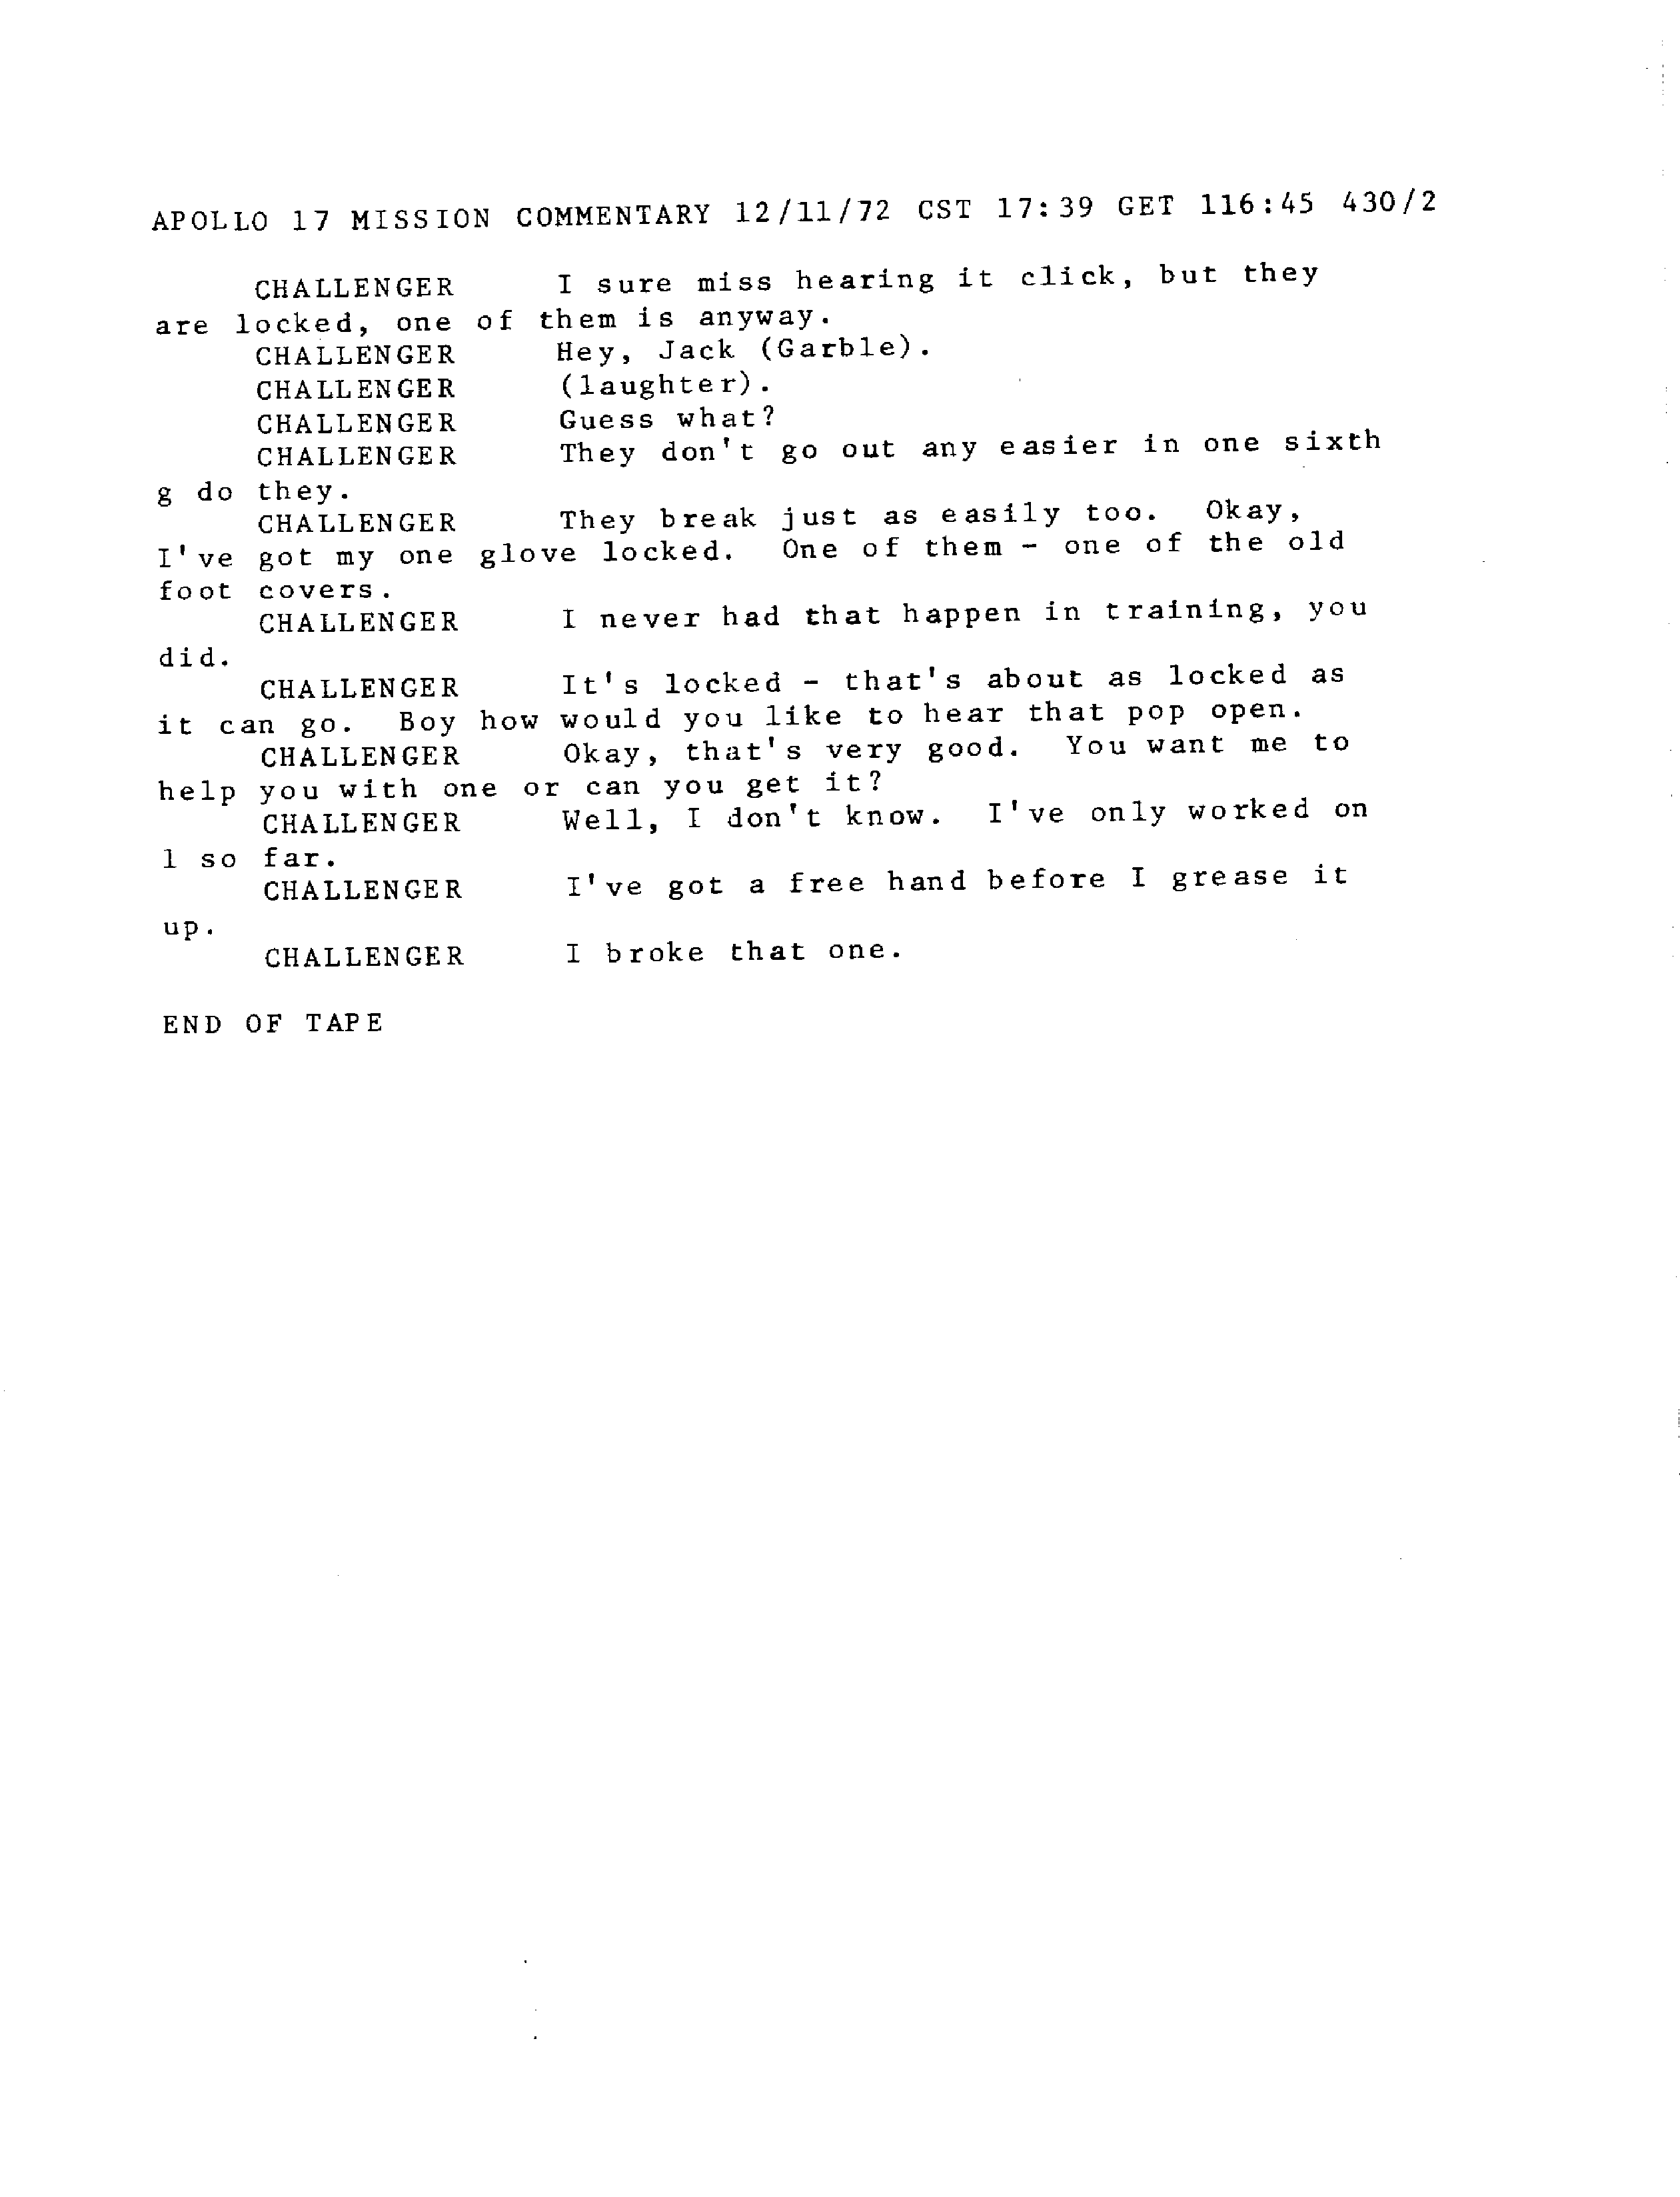 APOLLO 17 MISSION COMMENTARY 12/11/72 CST 17:39 GET 116:45 430/2
CHALLENGER I sure miss hearing it click, but they
are locked, one of them is anyway.
CHALLENGER Hey, Jack (Garble).
CHALLENGER (laughter).
CHALLENGER Guess what?
CHALLENGER They don't go out any easier in one sixth
g do they.
CHALLENGER They break just as easily too. Okay,
I've got my one glove locked. One of them - one of the old
foot covers.
CHALLENGER I never had that happen in training, you
did.
CHALLENGER It's locked - that's about as locked as
it can go. Boy how would you like to hear that pop open.
CHALLENGER Okay, that's very good. You want me to
help you with one or can you get it?
CHALLENGER Well, I don't know. I've only worked on
1 so far.
CHALLENGER I've got a free hand before I grease it
up.
CHALLENGER I broke that one.
END OF TAPE